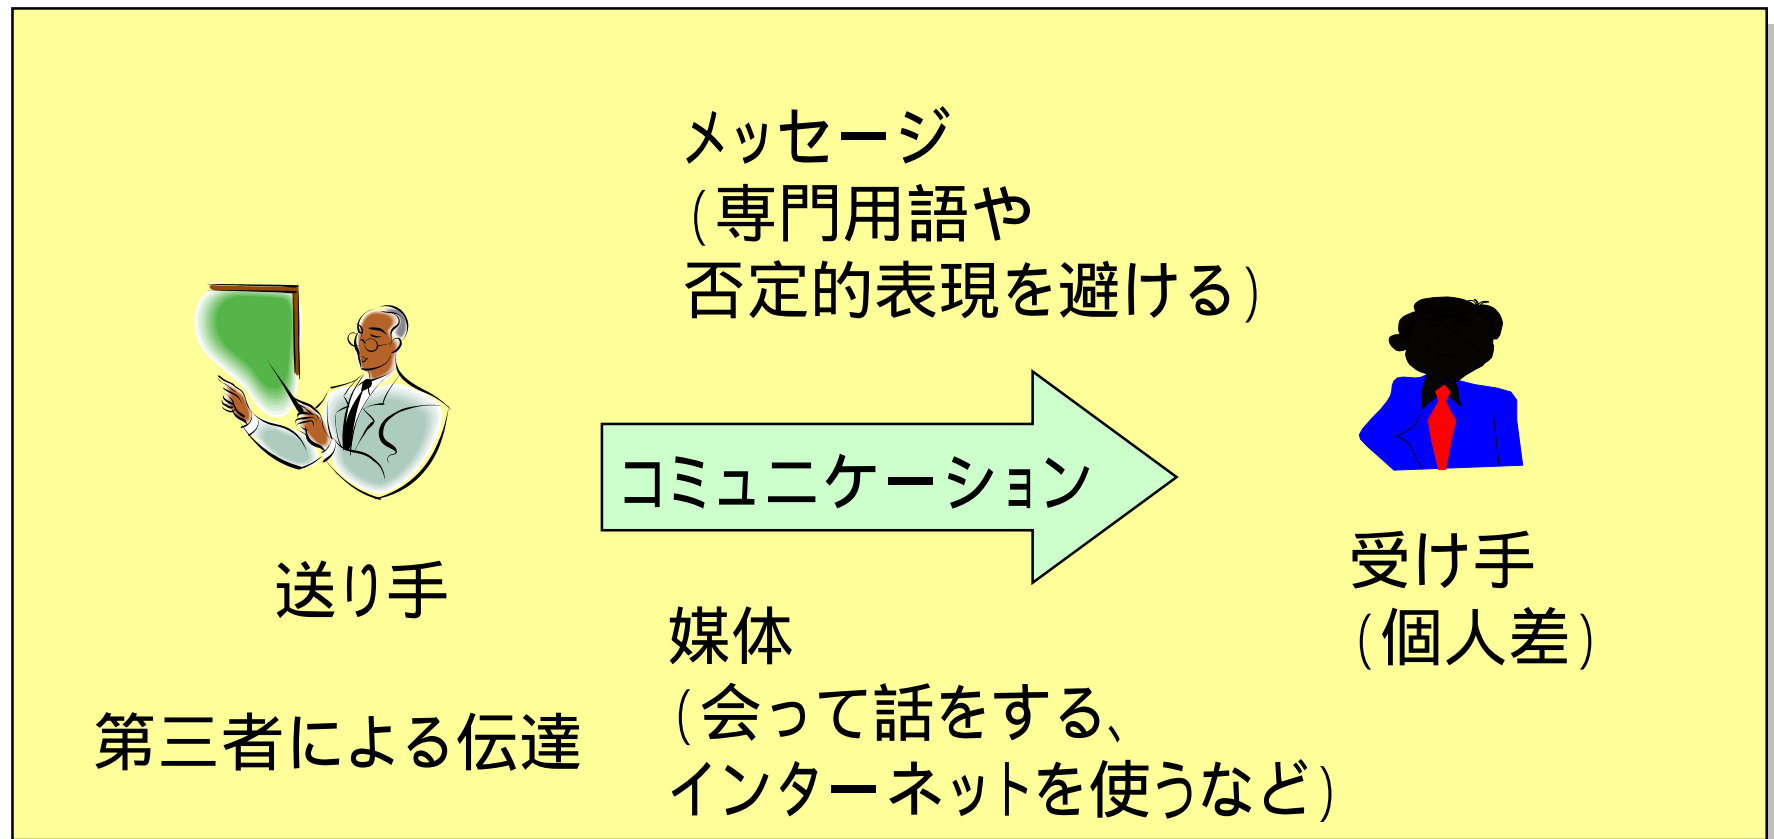 メッセージ
(専門用語や
否定的表現を避ける)
コミュニケーション
送り手
第三者による伝達
受け手
(個人差)
媒体
(会って話をする、
インターネットを使うなど)